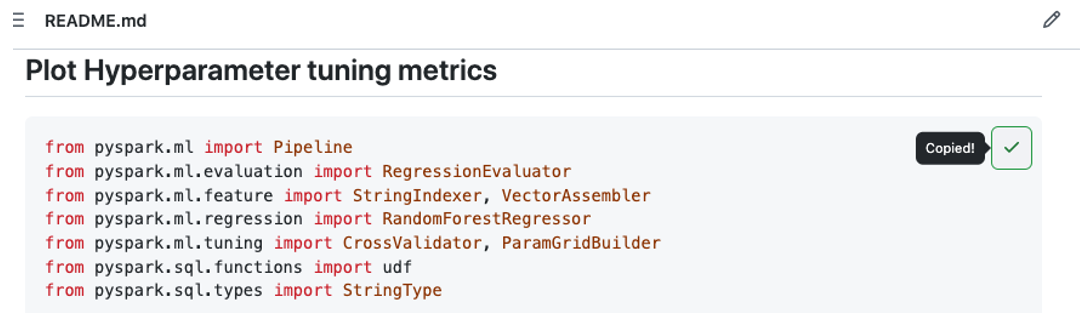 README.md
Plot Hyperparameter tuning metrics
Copied!
from pyspark.ml import Pipeline
from pyspark.ml.evaluation import RegressionEvaluator
from pyspark.ml.feature import StringIndexer, VectorAssembler
from pyspark.ml.regression import RandomForestRegressor
from pyspark.ml.tuning import CrossValidator, ParamGridBuilder
from pyspark.sql.functions import udf
from pyspark.sql.types import StringType